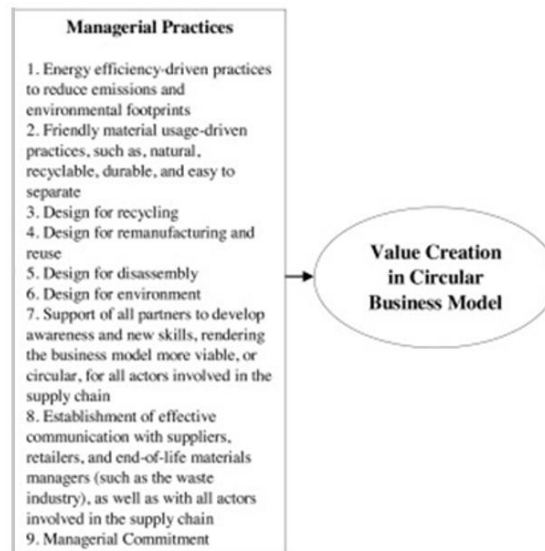 Managerial Practices
1. Energy efficiency-driven practices
to reduce emissions and
environmental footprints
2. Friendly material usage-driven
practices, such as, natural,
recyclable, durable, and easy to
separate
3. Design for recycling
4. Design for remanufacturing and
reuse
5. Design for disassembly
6. Design for environment
7. Support of all partners to develop
awareness and new skills, rendering
the business model more viable, or
circular, for all actors involved in the
supply chain
8. Establishment of effective
communication with suppliers,
retailers, and end-of-life materials
managers (such as the waste
industry), as well as with all actors
involved in the supply chain
9. Managerial Commitment
Value Creation
in Circular
Business Model